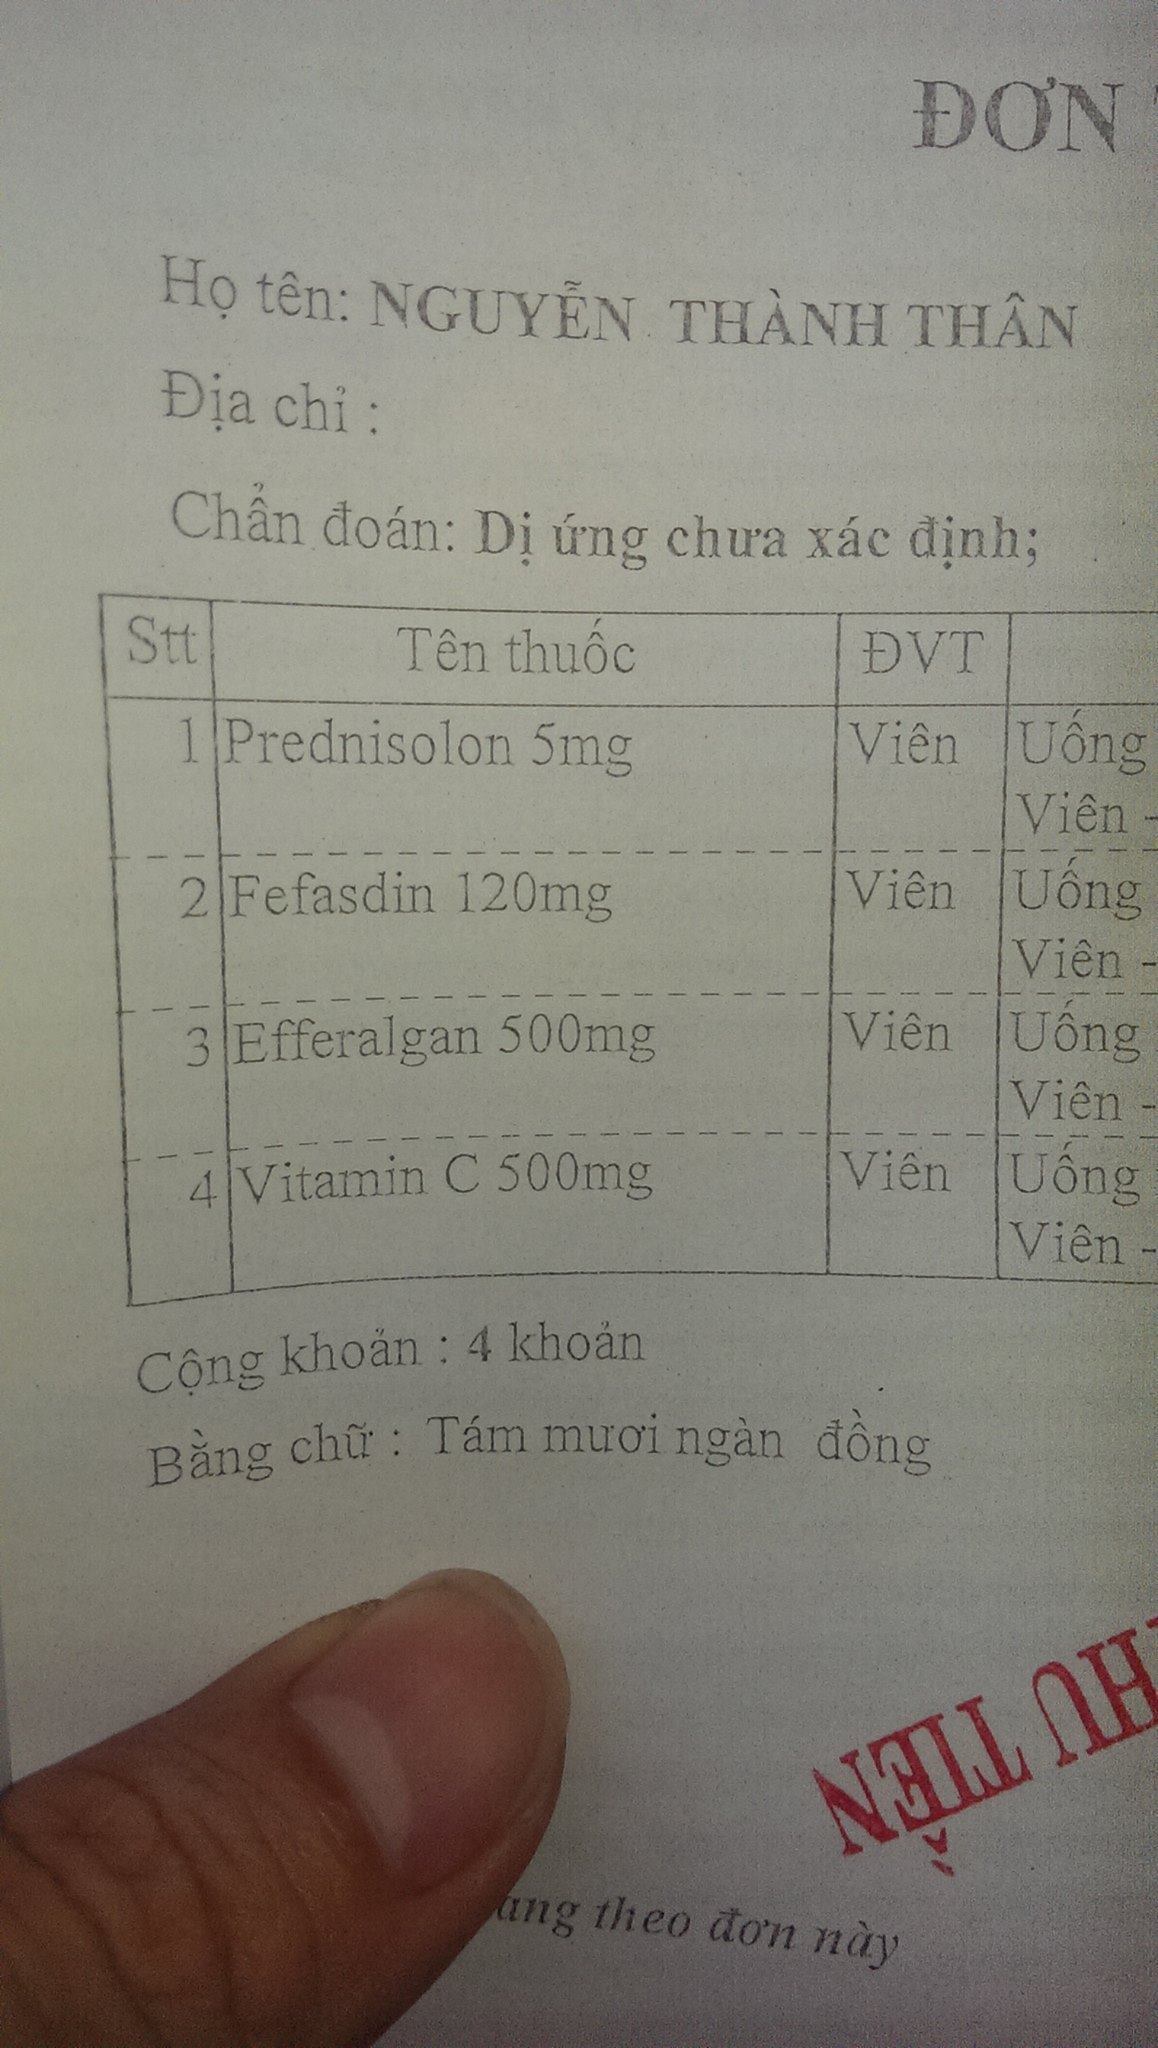 ĐƠN
Họ tên: NGUYỄN THÀNH THÂN
Địa chỉ :
Chẩn đoán: Dị ứng chưa xác định;
Stt Tên thuốc ĐVT
1 Prednisolon 5mg Viên Uống
Viên -
2 Fefasdin 120mg Viên Uống
Viên -
3 Efferalgan 500mg Viên Uống
Viên -
4 Vitamin C 500mg Viên Uống
Viên -
Cộng khoản : 4 khoản
Bằng chữ : Tám mươi ngàn đồng
HU TIỀN
ang theo đơn này